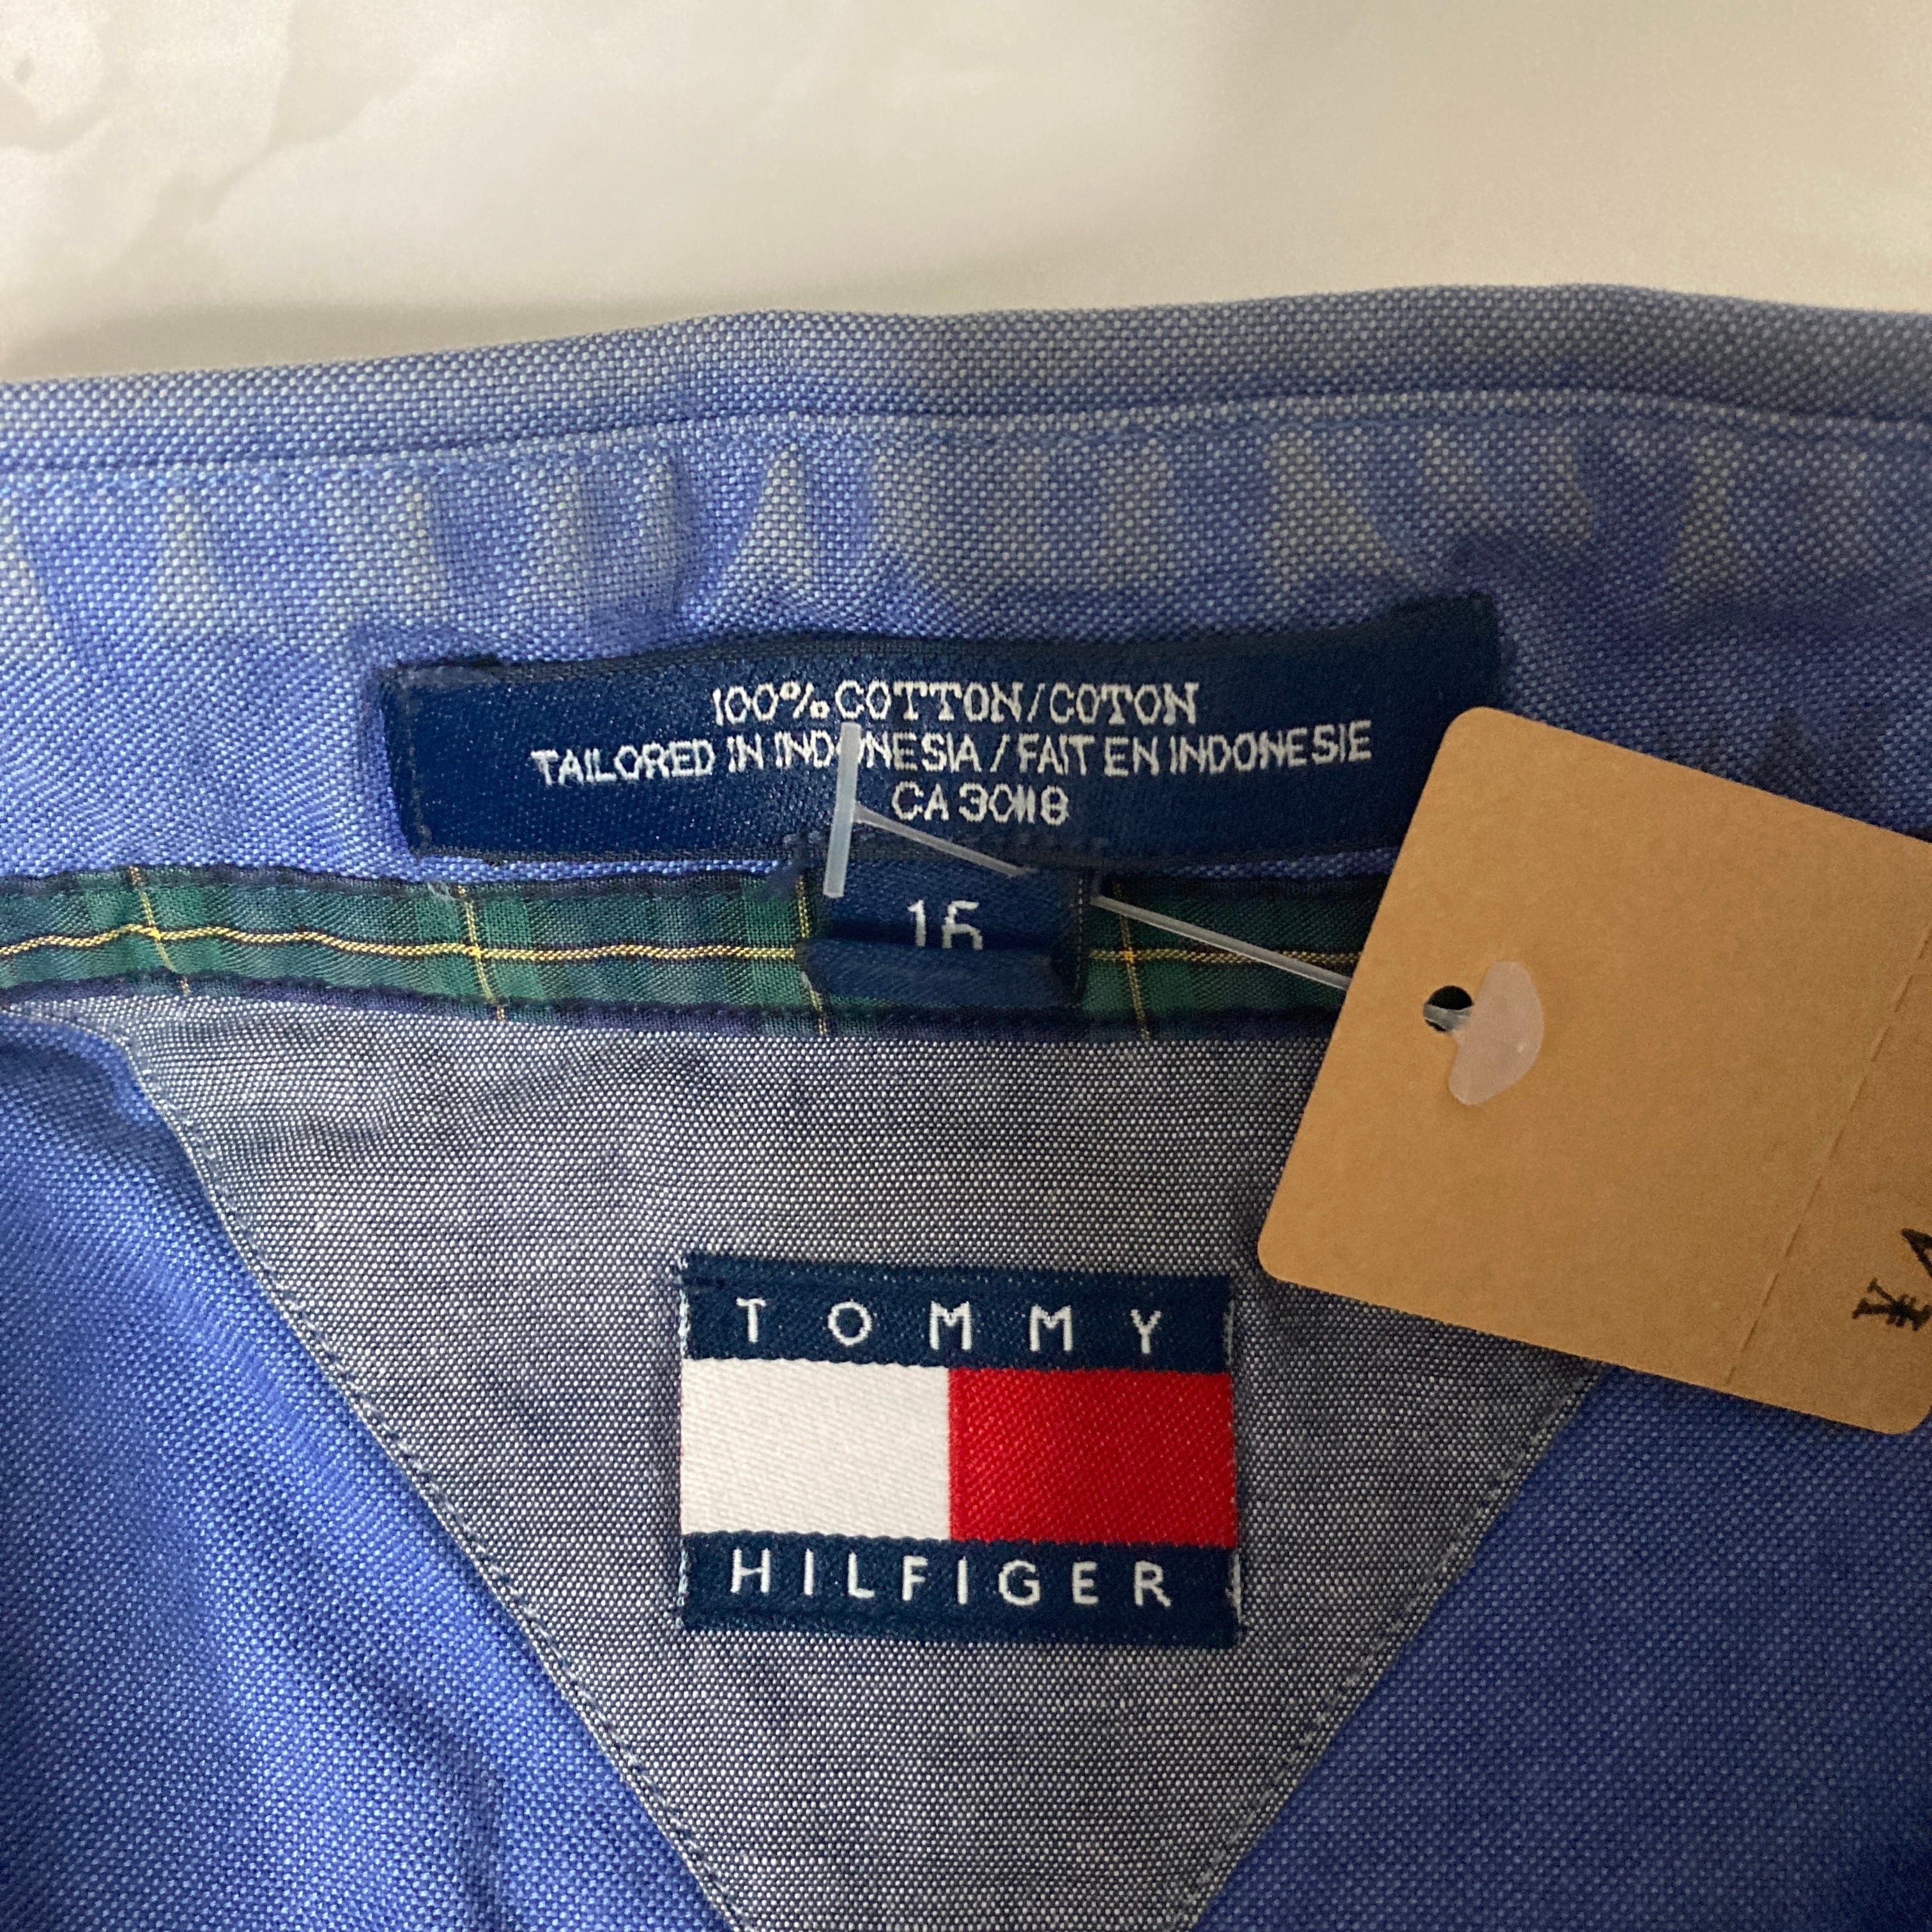 100% COTTON/COTON
TAILORED IN INDONESIA / FAIT EN INDONESIE
CA 30118
16
TOMMY
HILFIGER